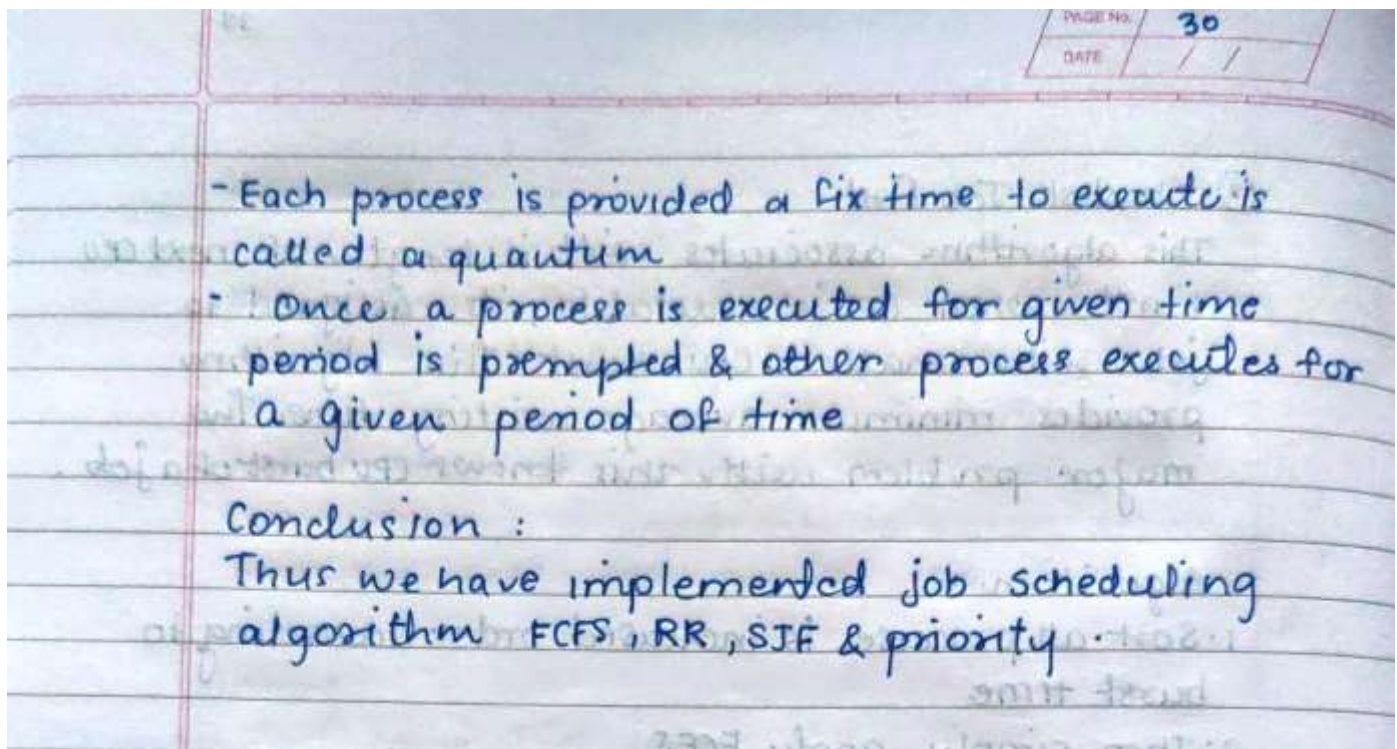 PAGE No. 30
DATE / /
- Each process is provided a fix time to execute is
called a quantum
- Once a process is executed for given time
period is prempted & other process executes for
a given period of time
Conclusion :
Thus we have implemented job scheduling
algorithm FCFS, RR, SJF & priority.